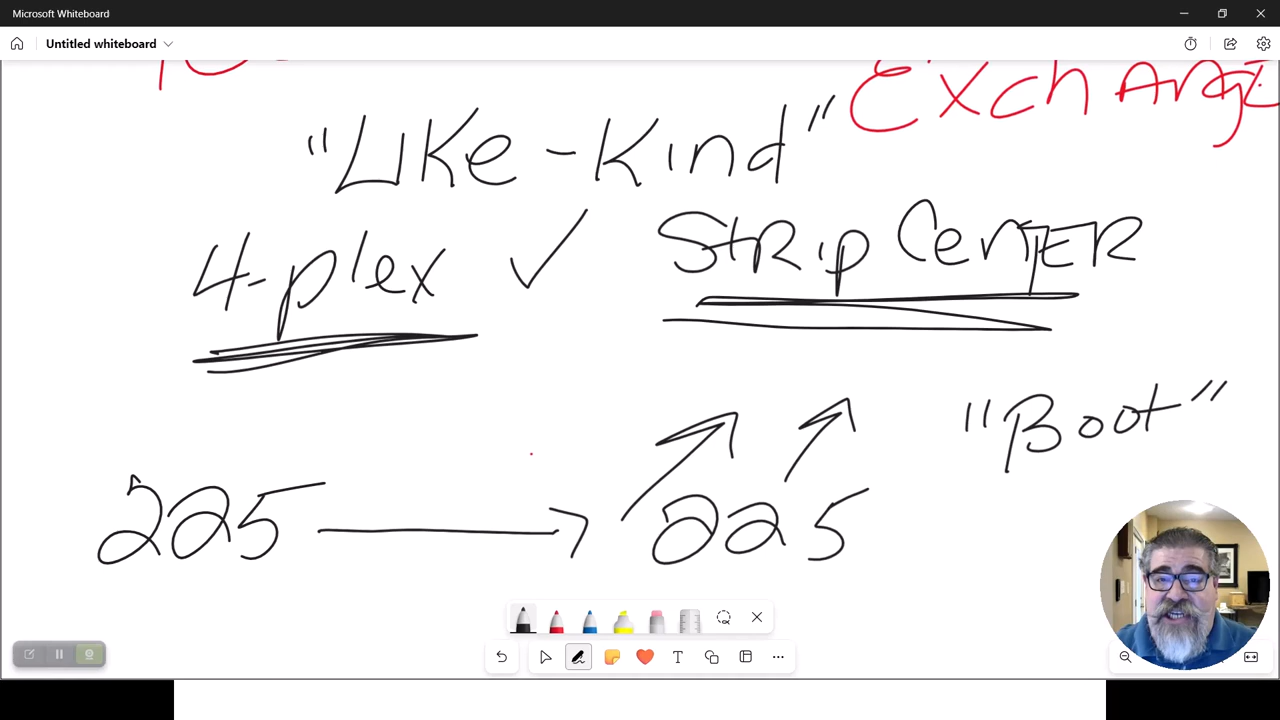 Microsoft Whiteboard
Untitled whiteboard
Exchange
"Like-Kind"
4-plex ✓ Strip Center
"Boot"
225 → 225